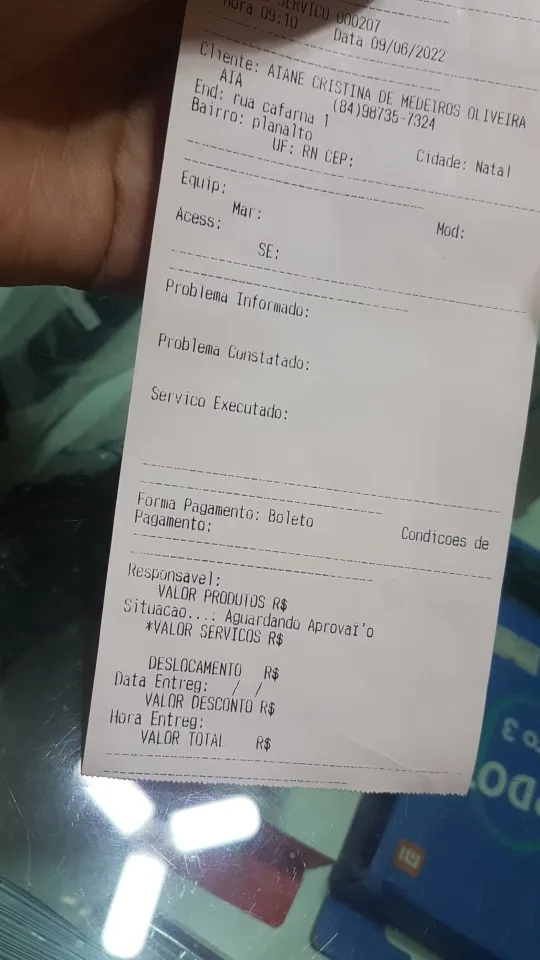 SERVICO 000207
Hora 09:10 Data 09/06/2022
Cliente: AIANE CRISTINA DE MEDEIROS OLIVEIRA
AIA (84)98735-7324
End: rua cafarna 1
Bairro: planalto Cidade: Natal
UF: RN CEP:
Equip:
Mar: Mod:
Acess:
SE:
Problema Informado:
Problema Constatado:
Servico Executado:
Forma Pagamento: Boleto Condicoes de
Pagamento:
Responsavel:
VALOR PRODUTOS R$
Situacao...: Aguardando Aprovaï'o
*VALOR SERVICOS R$
DESLOCAMENTO R$
Data Entreg: / /
VALOR DESCONTO R$
Hora Entreg:
VALOR TOTAL R$